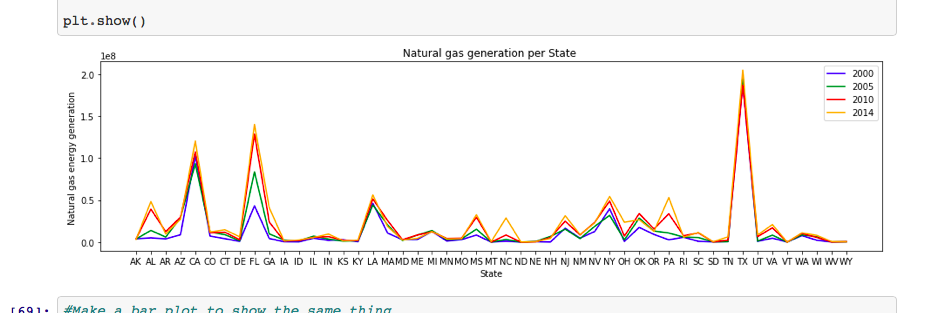 plt.show()
Natural gas generation per State
1e8
2.0
1.5
1.0
0.5
0.0
Natural gas energy generation
2000
2005
2010
2014
AK AL AR AZ CA CO CT DE FL GA IA ID IL IN KS KY LA MA MD ME MI MN MO MS MT NC ND NE NH NJ NM NV NY OH OK OR PA RI SC SD TN TX UT VA VT WA WI WV WY
State
[69]: #Make a bar plot to show the same thing